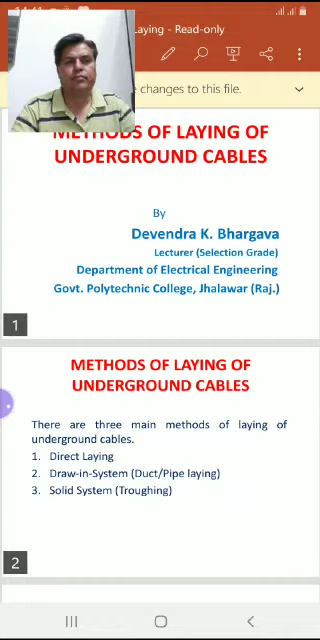 14:41
Laying - Read-only
changes to this file.
METHODS OF LAYING OF
UNDERGROUND CABLES
By
Devendra K. Bhargava
Lecturer (Selection Grade)
Department of Electrical Engineering
Govt. Polytechnic College, Jhalawar (Raj.)
1
METHODS OF LAYING OF
UNDERGROUND CABLES
There are three main methods of laying of
underground cables.
1. Direct Laying
2. Draw-in-System (Duct/Pipe laying)
3. Solid System (Troughing)
2